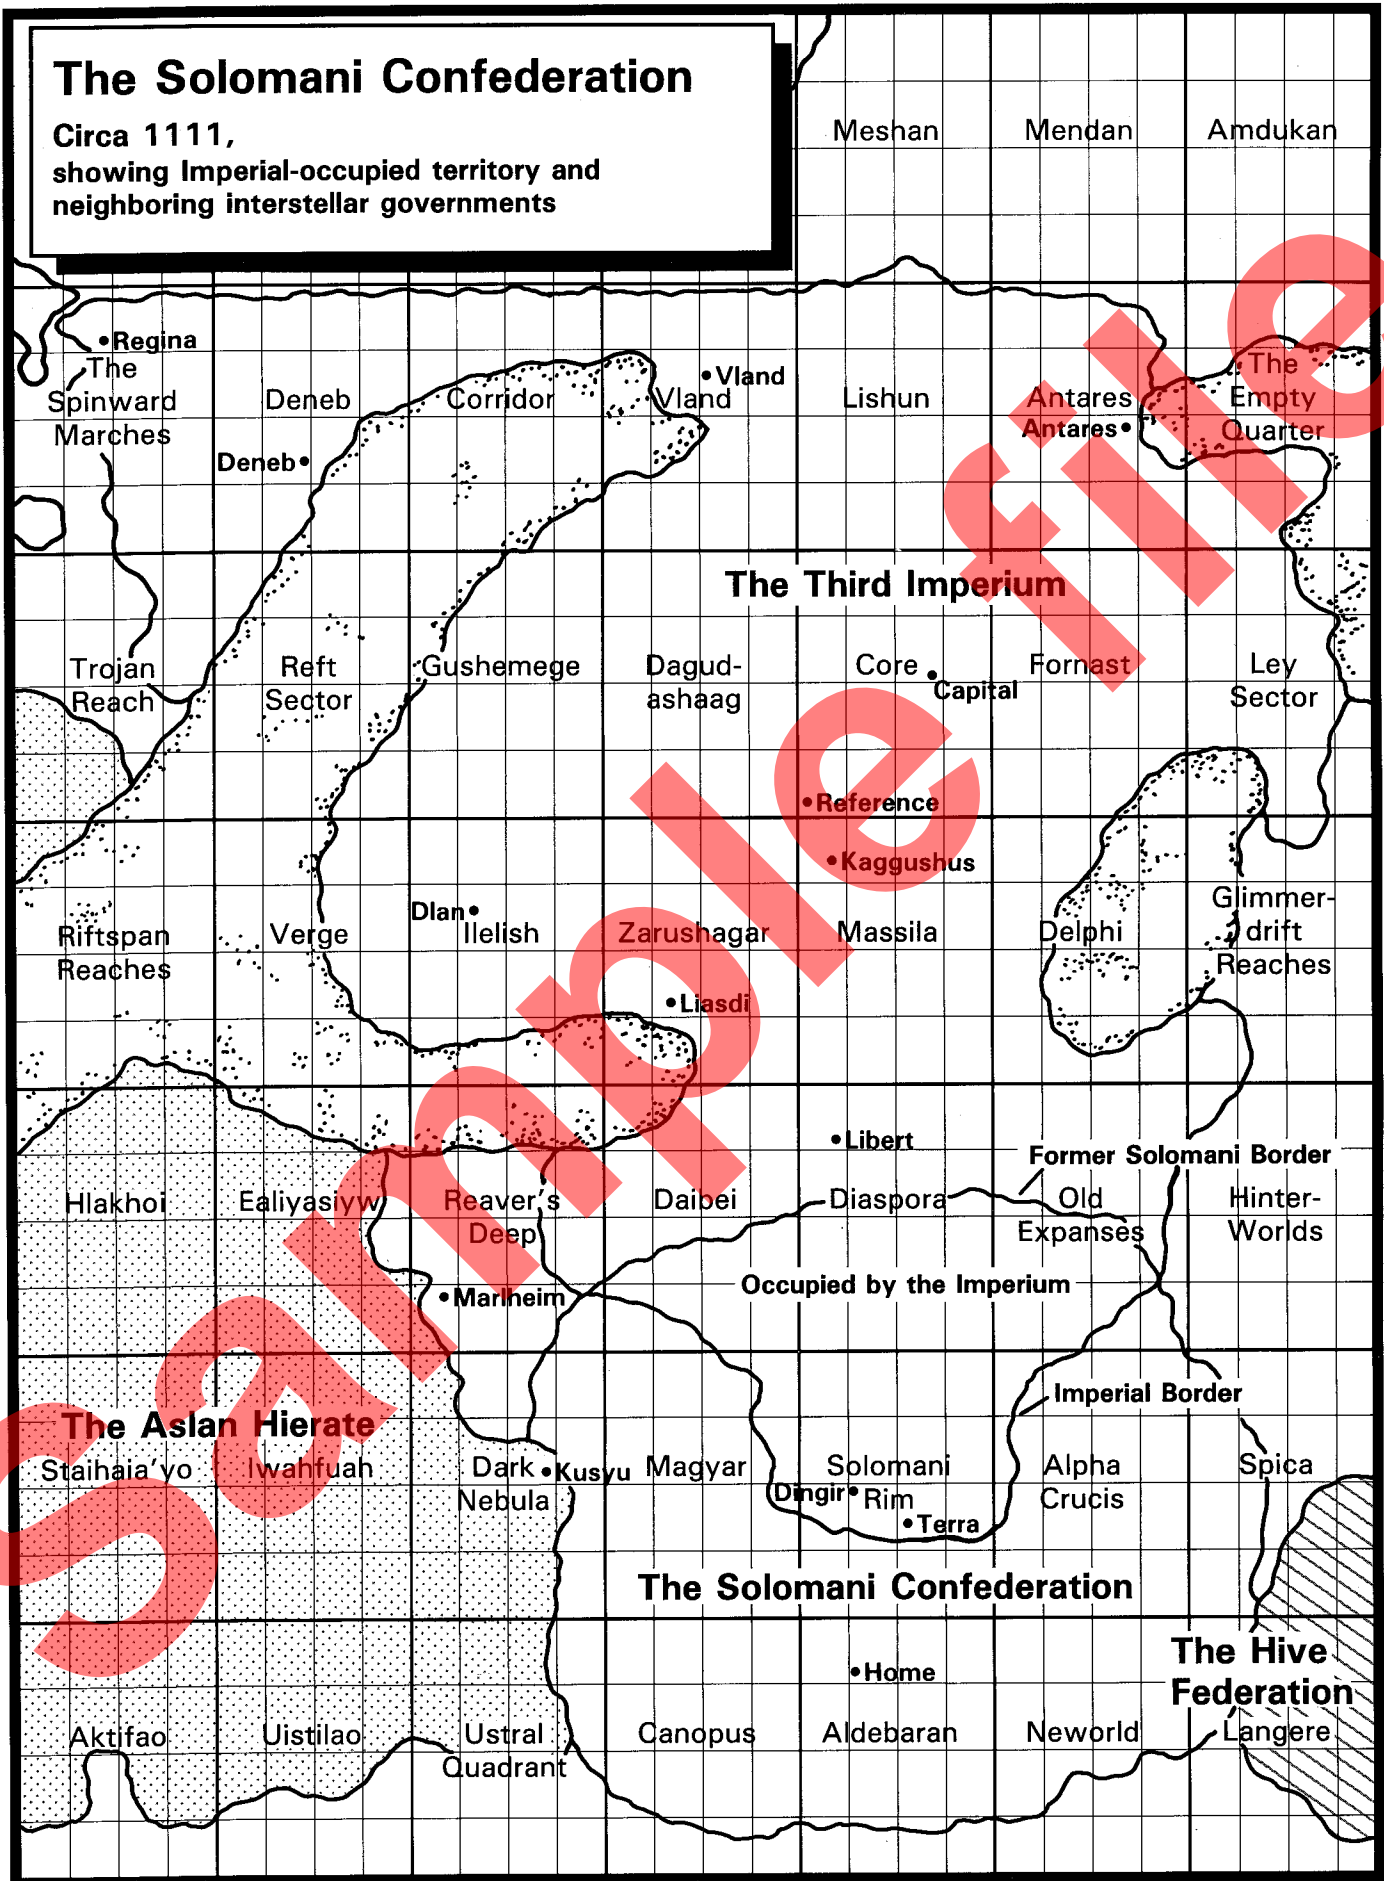 The Solomani Confederation
Circa 1111,
showing Imperial-occupied territory and
neighboring interstellar governments
Meshan
Mendan
Amdukan
Regina
The
Spinward
Marches
Deneb
Deneb
Corridor
Vland
Vland
Lishun
Antares
Antares
The
Empty
Quarter
The Third Imperium
Trojan
Reach
Reft
Sector
Gushemege
Dagud-
ashaag
Core
Capital
Fornast
Ley
Sector
Reference
Kaggushus
Riftspan
Reaches
Verge
Dlan
Ilelish
Zarushagar
Massila
Delphi
Glimmer-
drift
Reaches
Liasdi
Libert
Former Solomani Border
Hlakhoi
Ealiyasiyw
Reaver's
Deep
Daibei
Diaspora
Old
Expanses
Hinter-
Worlds
Occupied by the Imperium
Marlheim
Imperial Border
The Aslan Hierate
Staihaia'yo
Iwahfuah
Dark
Nebula
Kusyu
Magyar
Solomani
Rim
Dingir
Terra
Alpha
Crucis
Spica
The Solomani Confederation
The Hive
Federation
Home
Aktifao
Uistilao
Ustral
Quadrant
Canopus
Aldebaran
Neworld
Langere
Sample file